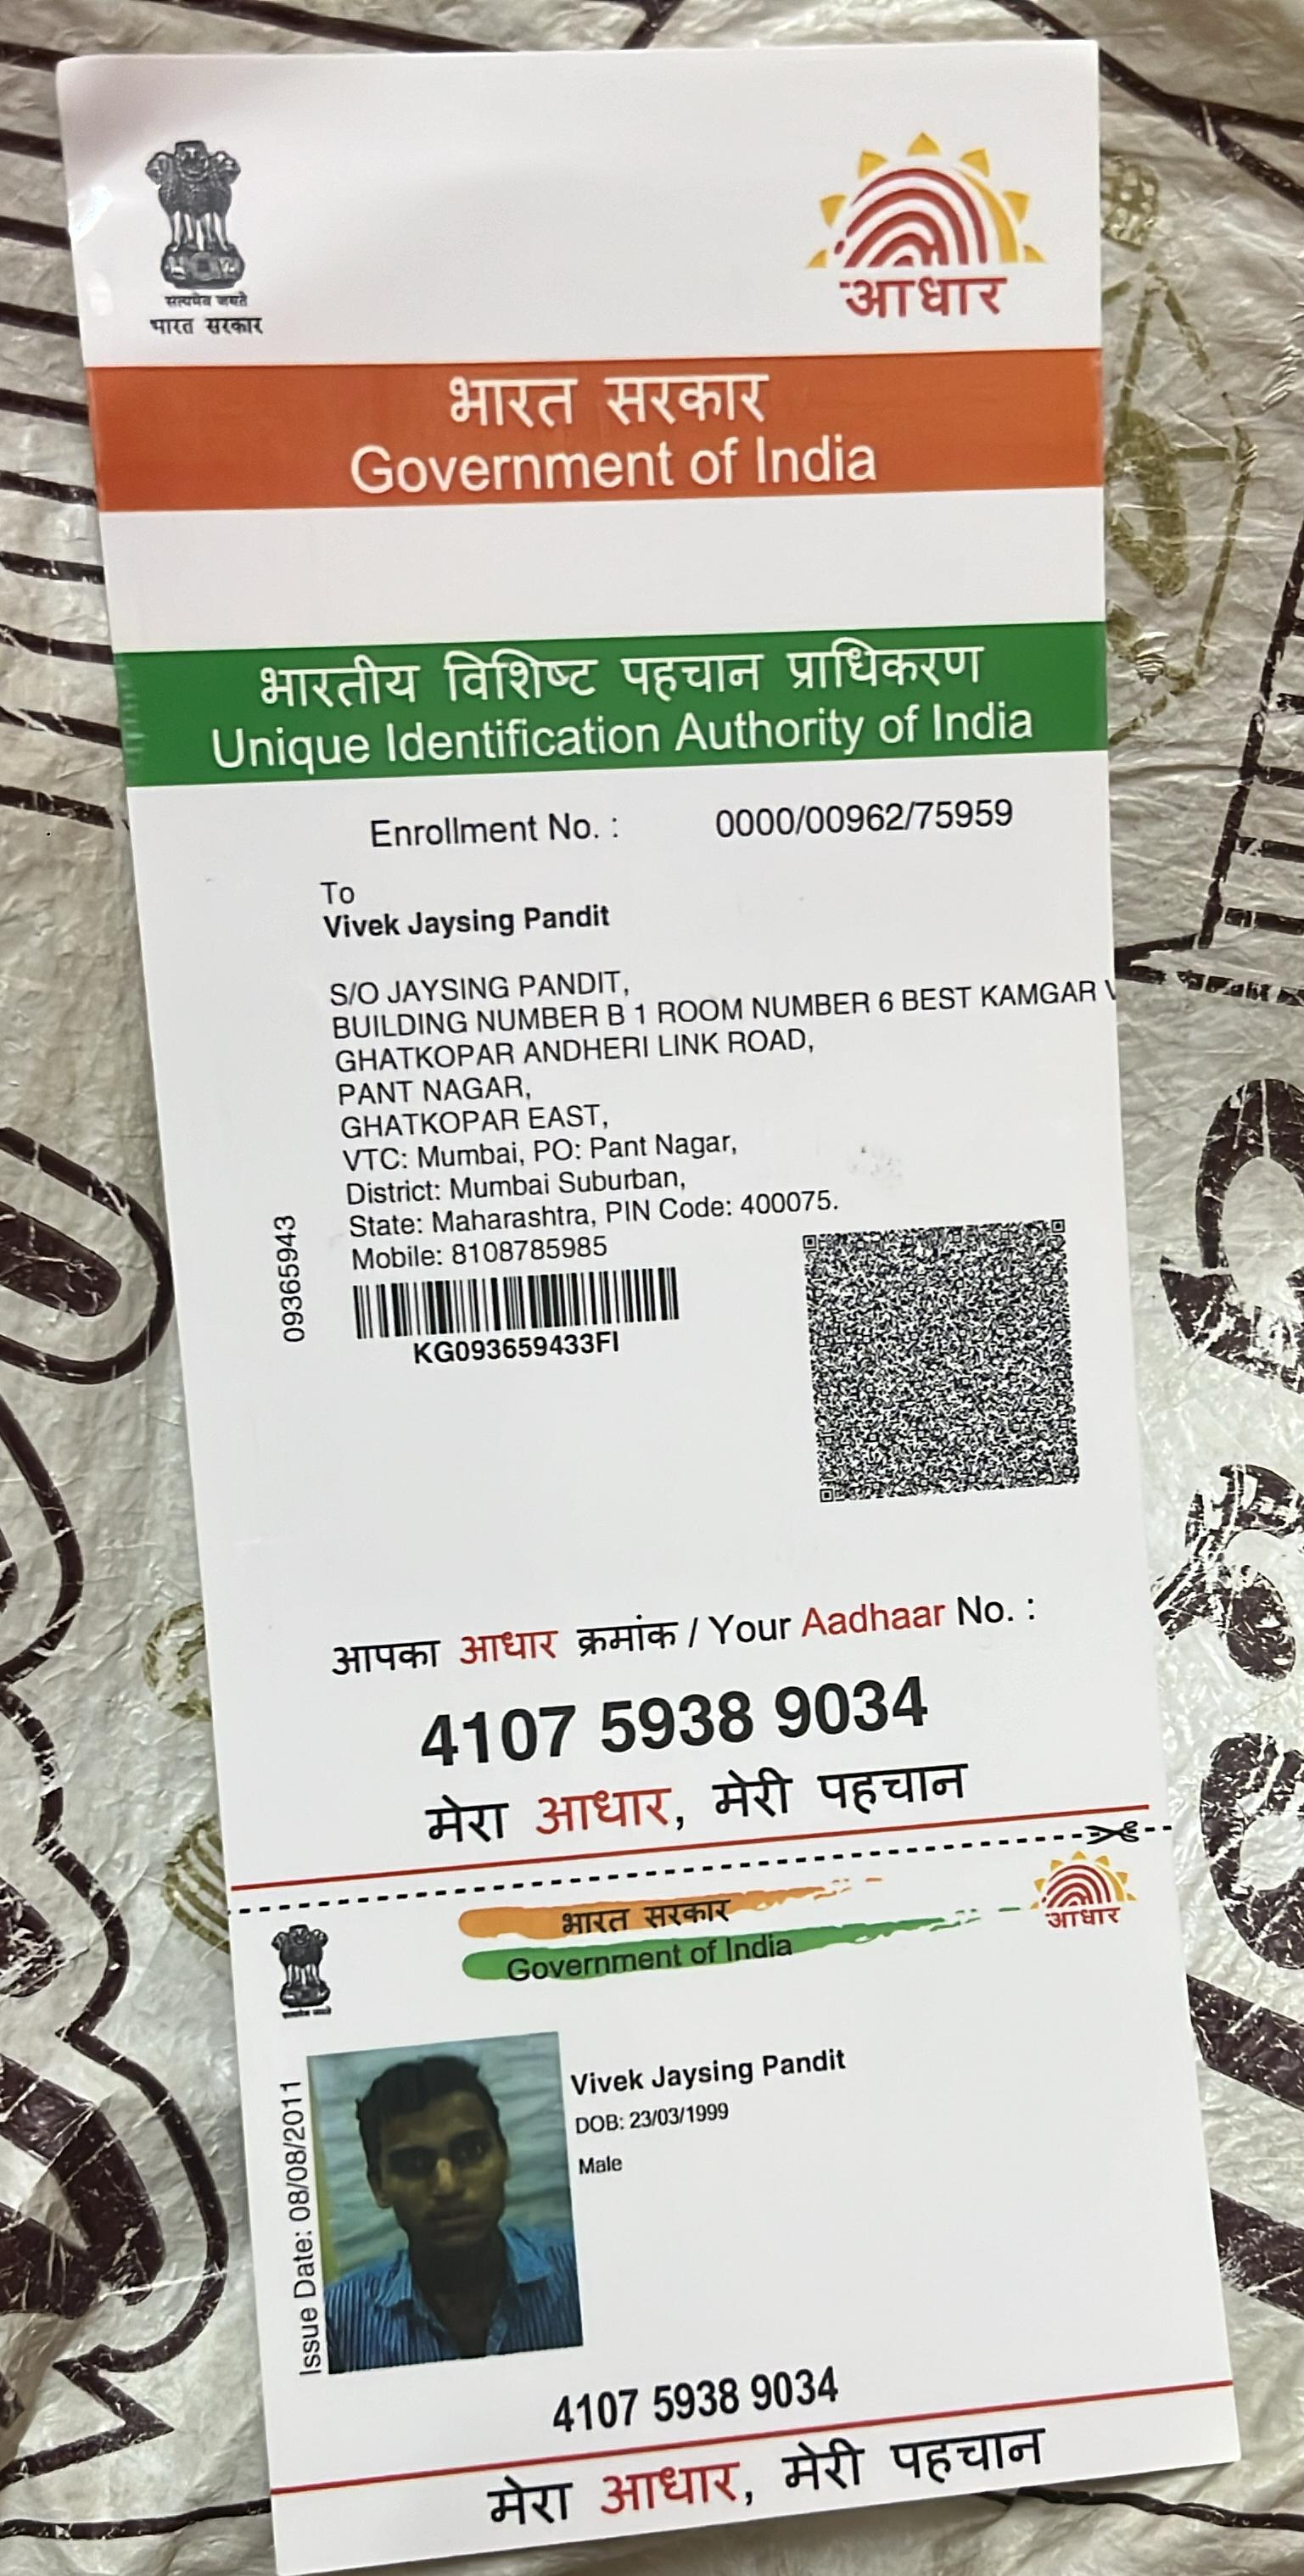 सत्यमेव जयते
भारत सरकार
आधार
भारत सरकार
Government of India
भारतीय विशिष्ट पहचान प्राधिकरण
Unique Identification Authority of India
Enrollment No. : 0000/00962/75959
To
Vivek Jaysing Pandit
S/O JAYSING PANDIT,
BUILDING NUMBER B 1 ROOM NUMBER 6 BEST KAMGAR
GHATKOPAR ANDHERI LINK ROAD,
PANT NAGAR,
GHATKOPAR EAST,
VTC: Mumbai, PO: Pant Nagar,
District: Mumbai Suburban,
State: Maharashtra, PIN Code: 400075.
Mobile: 8108785985
09365943
KG093659433FI
आपका आधार क्रमांक / Your Aadhaar No. :
4107 5938 9034
मेरा आधार, मेरी पहचान
भारत सरकार
Government of India
आधार
Issue Date: 08/08/2011
Vivek Jaysing Pandit
DOB: 23/03/1999
Male
4107 5938 9034
मेरा आधार, मेरी पहचान